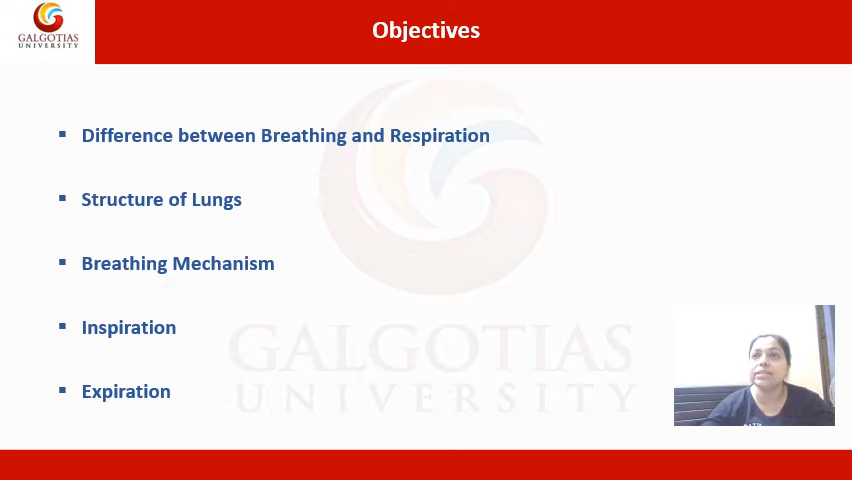 GALGOTIAS
UNIVERSITY
Objectives
▪ Difference between Breathing and Respiration
▪ Structure of Lungs
▪ Breathing Mechanism
▪ Inspiration
▪ Expiration
GALGOTIAS
UNIVERSITY